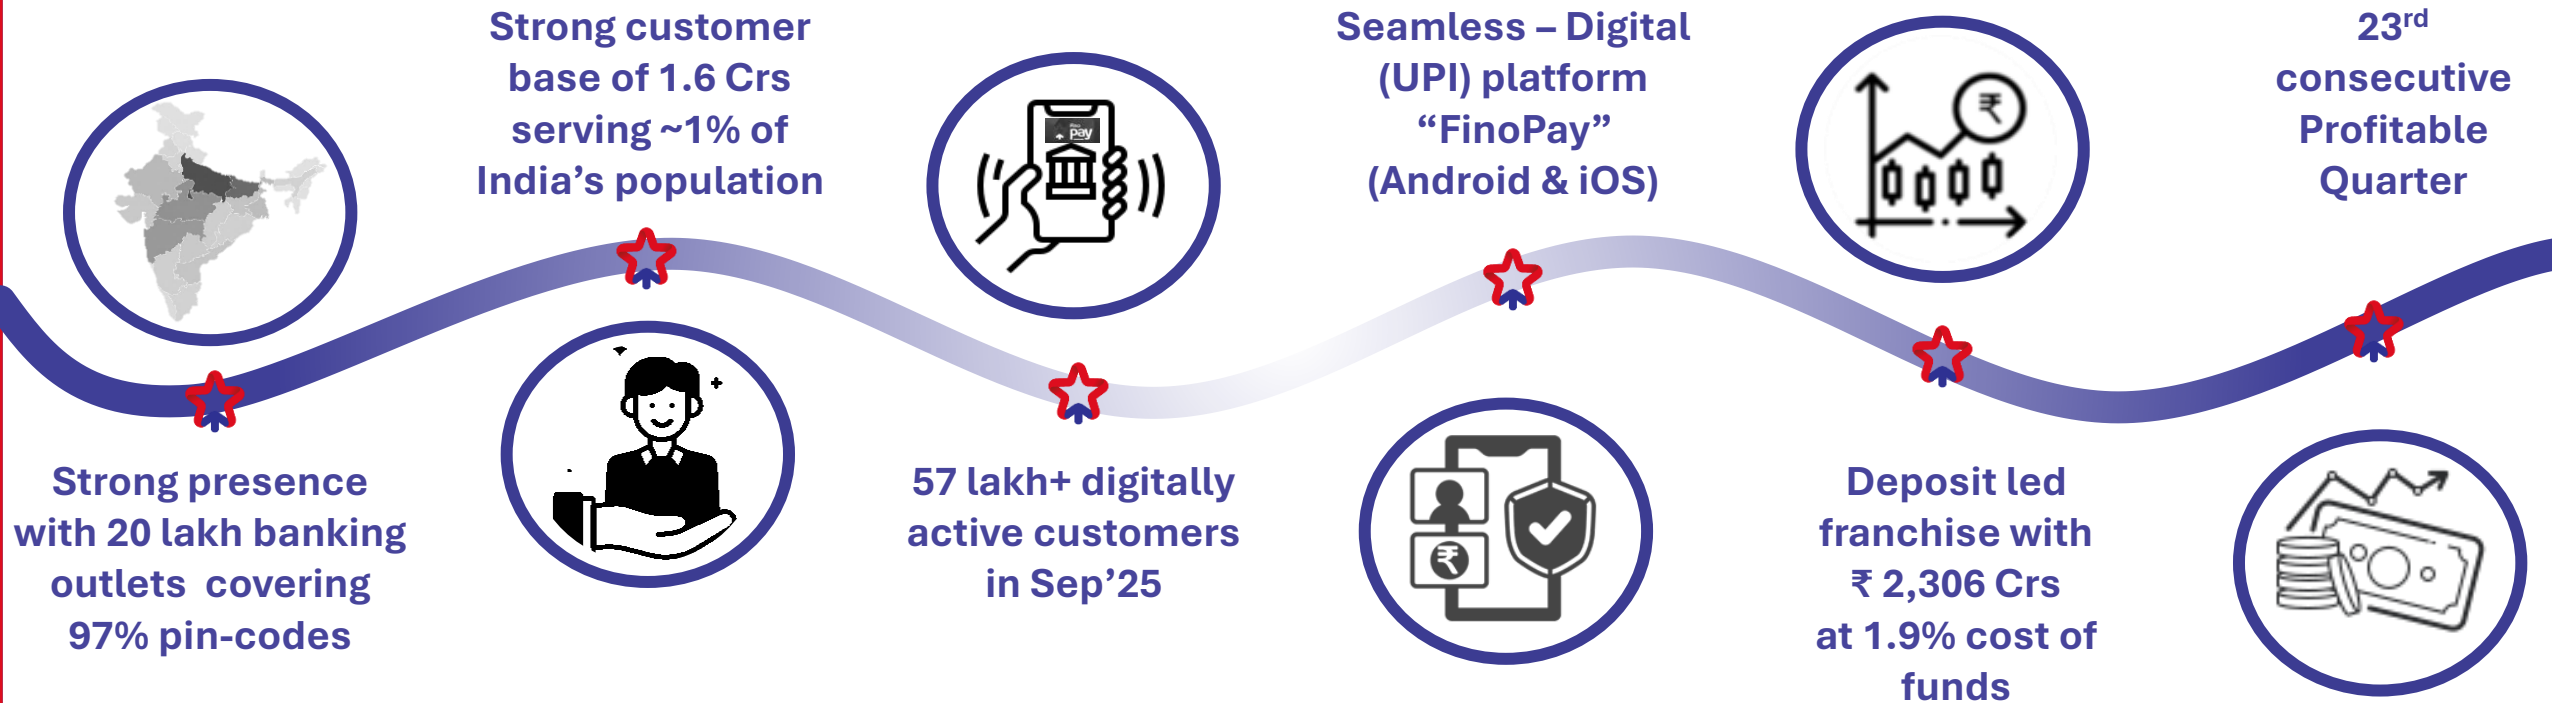 Strong presence
with 20 lakh banking
outlets covering
97% pin-codes
Strong customer
base of 1.6 Crs
serving ~1% of
India’s population
pay
57 lakh+ digitally
active customers
in Sep’25
Seamless – Digital
(UPI) platform
“FinoPay”
(Android & iOS)
₹
₹
Deposit led
franchise with
₹ 2,306 Crs
at 1.9% cost of
funds
23rd
consecutive
Profitable
Quarter